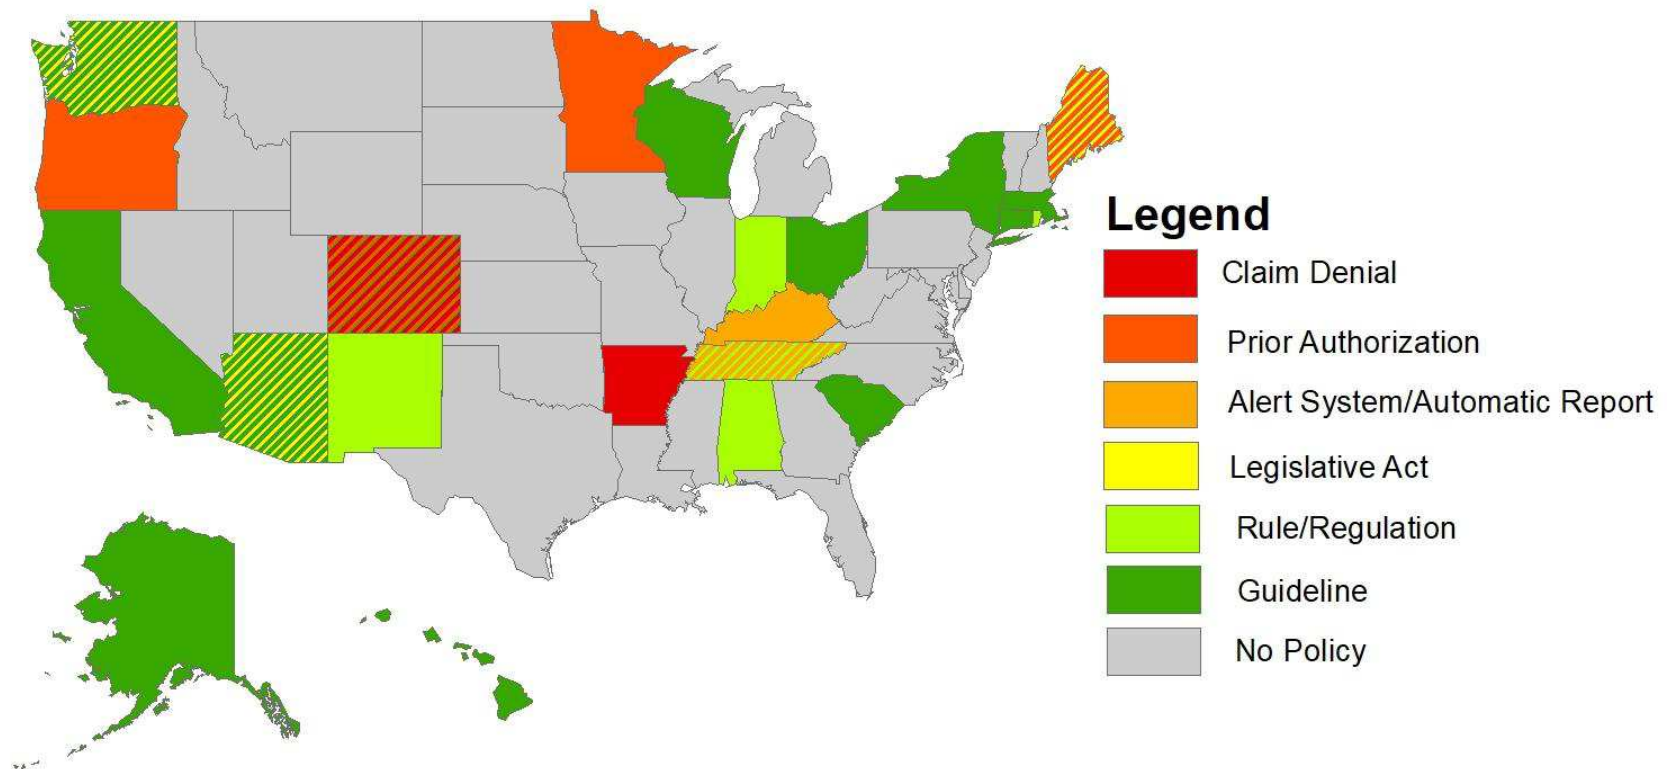 Legend
Claim Denial
Prior Authorization
Alert System/Automatic Report
Legislative Act
Rule/Regulation
Guideline
No Policy